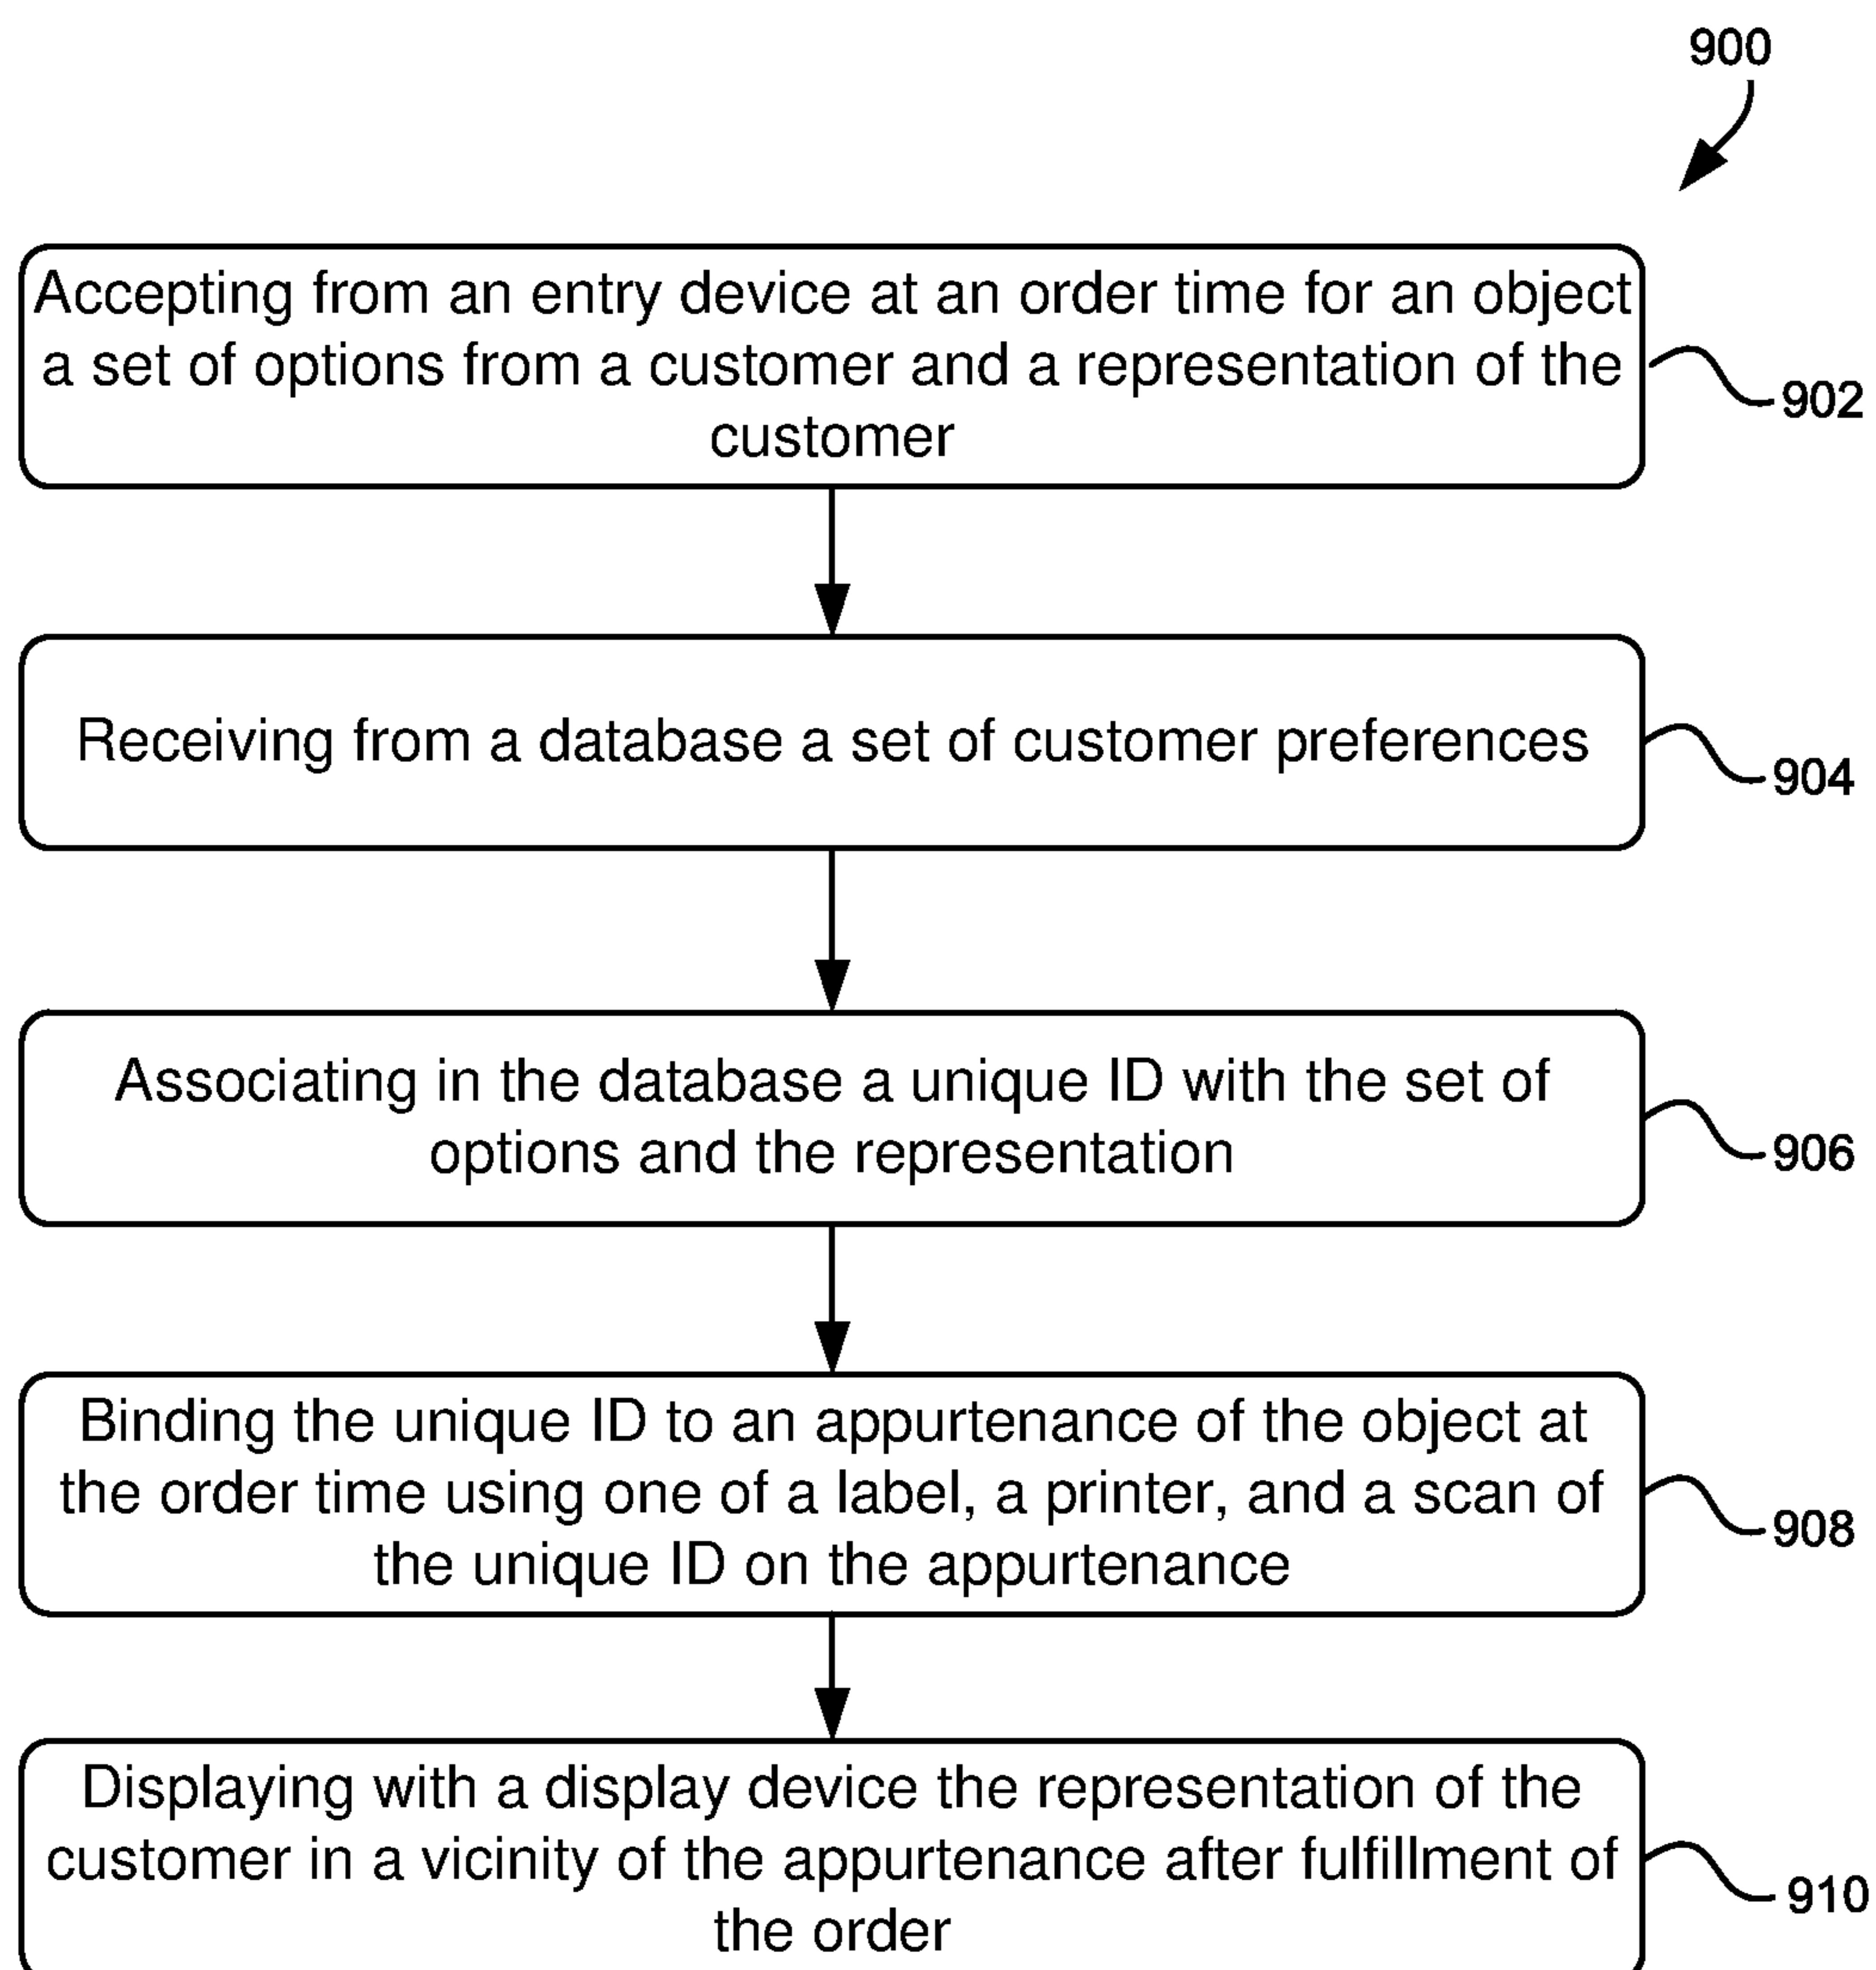 900
Accepting from an entry device at an order time for an object
a set of options from a customer and a representation of the
customer
902
Receiving from a database a set of customer preferences
904
Associating in the database a unique ID with the set of
options and the representation
906
Binding the unique ID to an appurtenance of the object at
the order time using one of a label, a printer, and a scan of
the unique ID on the appurtenance
908
Displaying with a display device the representation of the
customer in a vicinity of the appurtenance after fulfillment of
the order
910